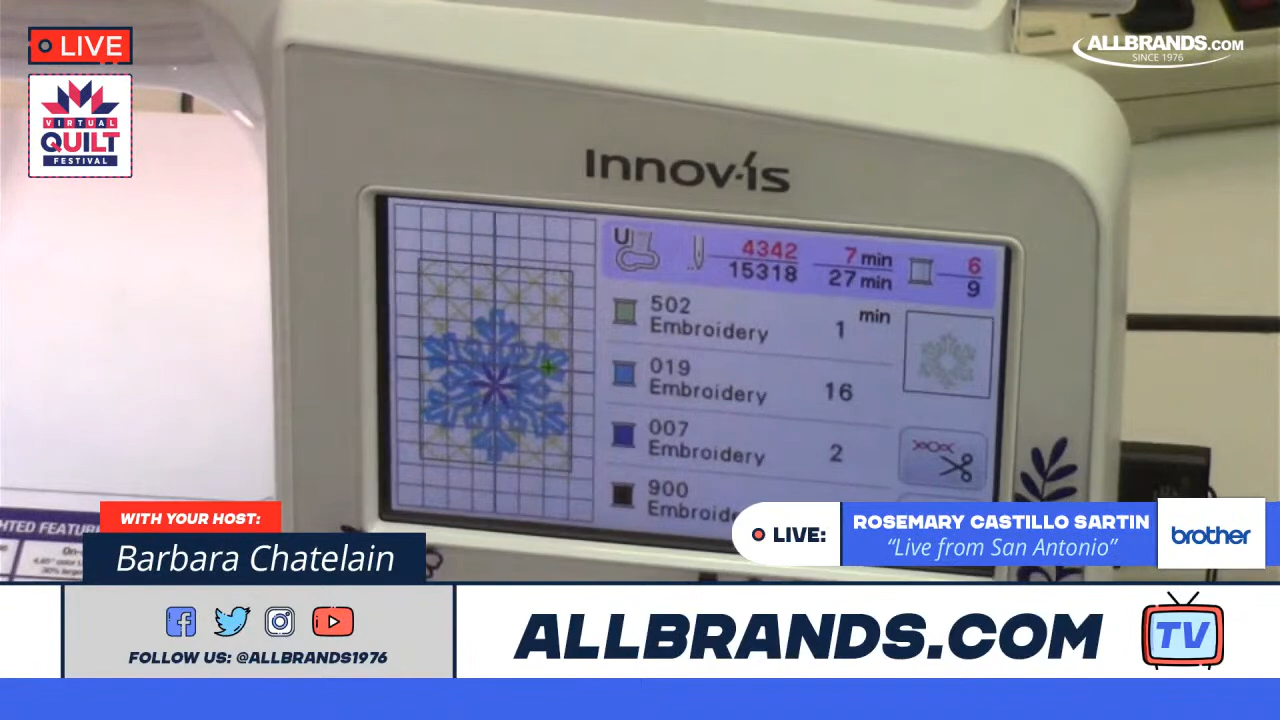 LIVE
VIRTUAL
QUILT
FESTIVAL
ALLBRANDS.COM
SINCE 1976
INNOV-ÍS
U
4342
15318
7 min
27 min
6
9
502
Embroidery
1
min
019
Embroidery
16
007
Embroidery
2
900
WITH YOUR HOST:
Barbara Chatelain
LIVE:
ROSEMARY CASTILLO SARTIN
“Live from San Antonio”
brother
FOLLOW US: @ALLBRANDS1976
ALLBRANDS.COM
TV